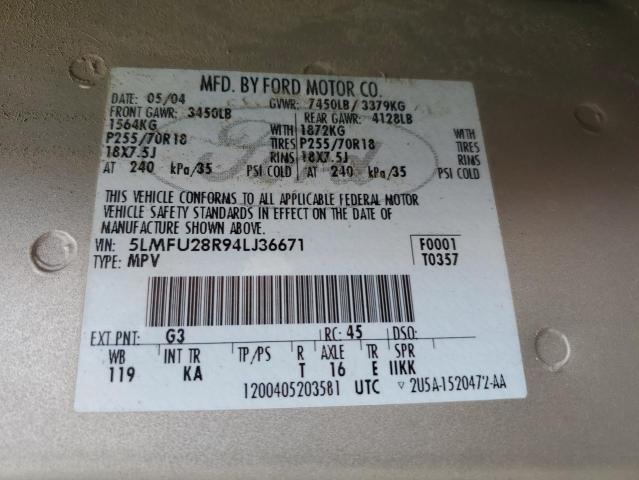 MFD. BY FORD MOTOR CO.
DATE: 05/04 GVWR: 7450LB / 3379KG
FRONT GAWR: 3450LB REAR GAWR: 4128LB
1564KG WITH 1872KG WITH
P255/70R18 TIRES P255/70R18 TIRES
18X7.5J RIMS 18X7.5J RIMS
AT 240 kPa/35 PSI COLD AT 240 kPa/35 PSI COLD
THIS VEHICLE CONFORMS TO ALL APPLICABLE FEDERAL MOTOR
VEHICLE SAFETY STANDARDS IN EFFECT ON THE DATE OF
MANUFACTURE SHOWN ABOVE.
VIN: 5LMFU28R94LJ36671 F0001
TYPE: MPV T0357
EXT PNT: G3 RC: 45 DSO:
WB INT TR TP/PS R AXLE TR SPR
119 KA T 16 E IIKK
1200405203581 UTC ▽ 2U5A-1520472-AA
Ford